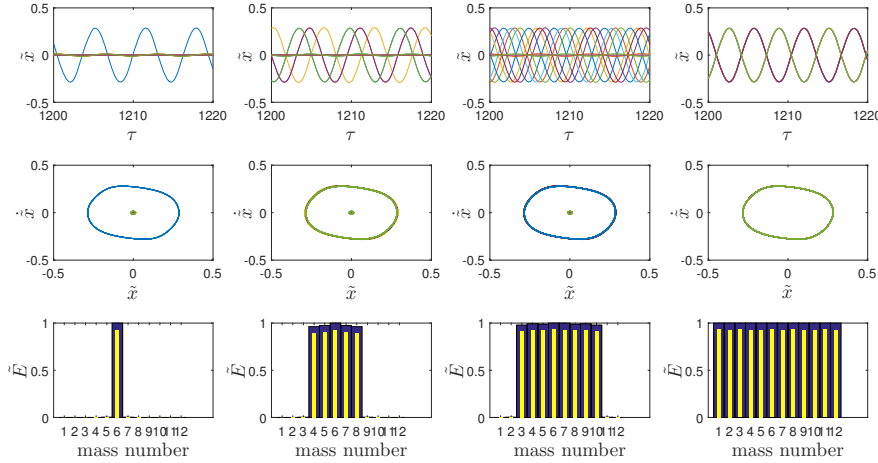 0.5 0.5 0.5 0.5
x̃ 0 x̃ 0 x̃ 0 x̃ 0
-0.5 -0.5 -0.5 -0.5
1200 1210 1220 1200 1210 1220 1200 1210 1220 1200 1210 1220
τ τ τ τ
0.5 0.5 0.5 0.5
ẋ̃ 0 ẋ̃ 0 ẋ̃ 0 ẋ̃ 0
-0.5 -0.5 -0.5 -0.5
-0.5 0 0.5 -0.5 0 0.5 -0.5 0 0.5 -0.5 0 0.5
x̃ x̃ x̃ x̃
1 1 1 1
Ẽ 0.5 Ẽ 0.5 Ẽ 0.5 Ẽ 0.5
0 0 0 0
1 2 3 4 5 6 7 8 9 10 11 12 1 2 3 4 5 6 7 8 9 10 11 12 1 2 3 4 5 6 7 8 9 10 11 12 1 2 3 4 5 6 7 8 9 10 11 12
mass number mass number mass number mass number